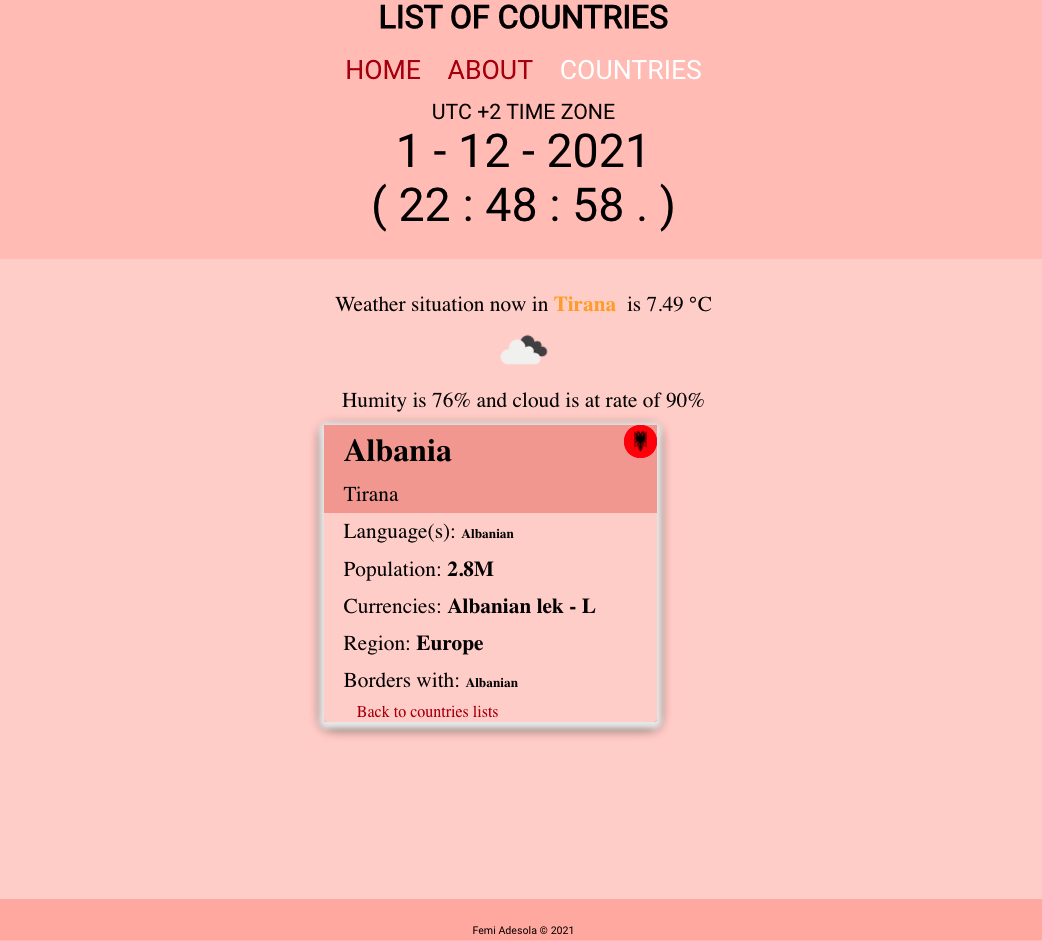 LIST OF COUNTRIES
HOME ABOUT COUNTRIES
UTC +2 TIME ZONE
1 - 12 - 2021
( 22 : 48 : 58 . )
Weather situation now in Tirana is 7.49 °C
Humity is 76% and cloud is at rate of 90%
Albania
Tirana
Language(s): Albanian
Population: 2.8M
Currencies: Albanian lek - L
Region: Europe
Borders with: Albanian
Back to countries lists
Femi Adesola © 2021